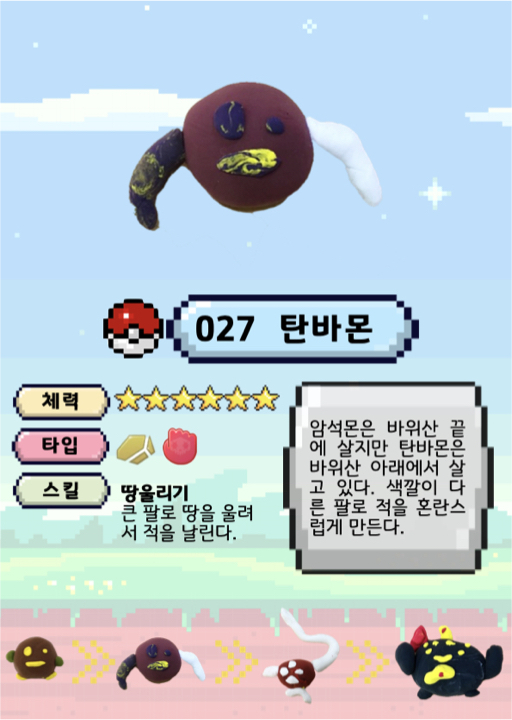 027 탄바몬
체력
타입
스킬
땅울리기
큰 팔로 땅을 울려
서 적을 날린다.
암석몬은 바위산 끝
에 살지만 탄바몬은
바위산 아래에서 살
고 있다. 색깔이 다
른 팔로 적을 혼란스
럽게 만든다.